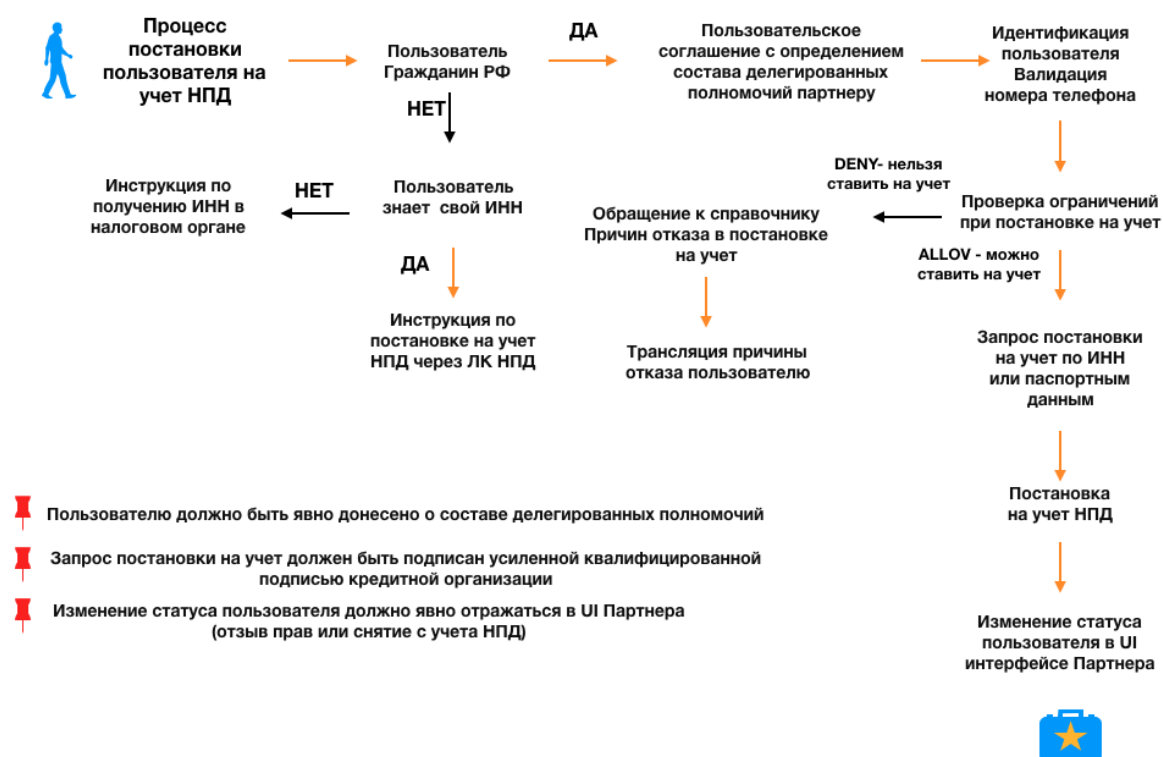 Процесс
постановки
пользователя на
учет НПД
Пользователь
Гражданин РФ
ДА
Пользовательское
соглашение с определением
состава делегированных
полномочий партнеру
Идентификация
пользователя
Валидация
номера телефона
НЕТ
Пользователь
знает свой ИНН
НЕТ
Инструкция по
получению ИНН в
налоговом органе
ДА
Инструкция по
постановке на учет
НПД через ЛК НПД
Проверка ограничений
при постановке на учет
DENY- нельзя
ставить на учет
Обращение к справочнику
Причин отказа в постановке
на учет
Трансляция причины
отказа пользователю
ALLOV - можно
ставить на учет
Запрос постановки
на учет по ИНН
или паспортным
данным
Постановка
на учет НПД
Изменение статуса
пользователя в UI
интерфейсе Партнера
Пользователю должно быть явно донесено о составе делегированных полномочий
Запрос постановки на учет должен быть подписан усиленной квалифицированной
подписью кредитной организации
Изменение статуса пользователя должно явно отражаться в UI Партнера
(отзыв прав или снятие с учета НПД)